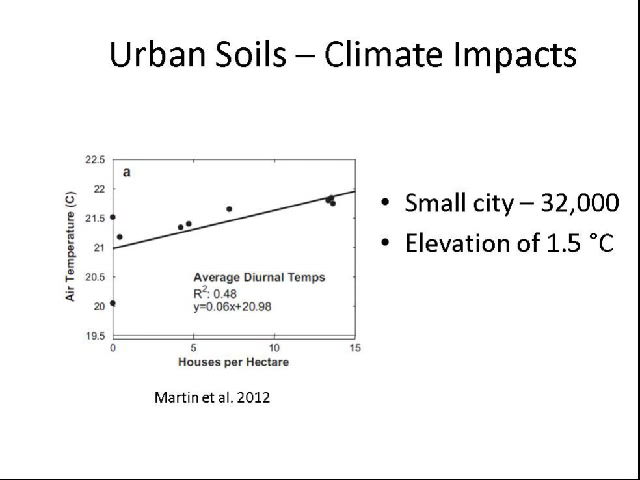 Urban Soils – Climate Impacts
22.5
22
21.5
21
20.5
20
19.5
Air Temperature (C)
a
Average Diurnal Temps
R²: 0.48
y=0.06x+20.98
0
5
10
15
Houses per Hectare
Martin et al. 2012
• Small city – 32,000
• Elevation of 1.5 °C